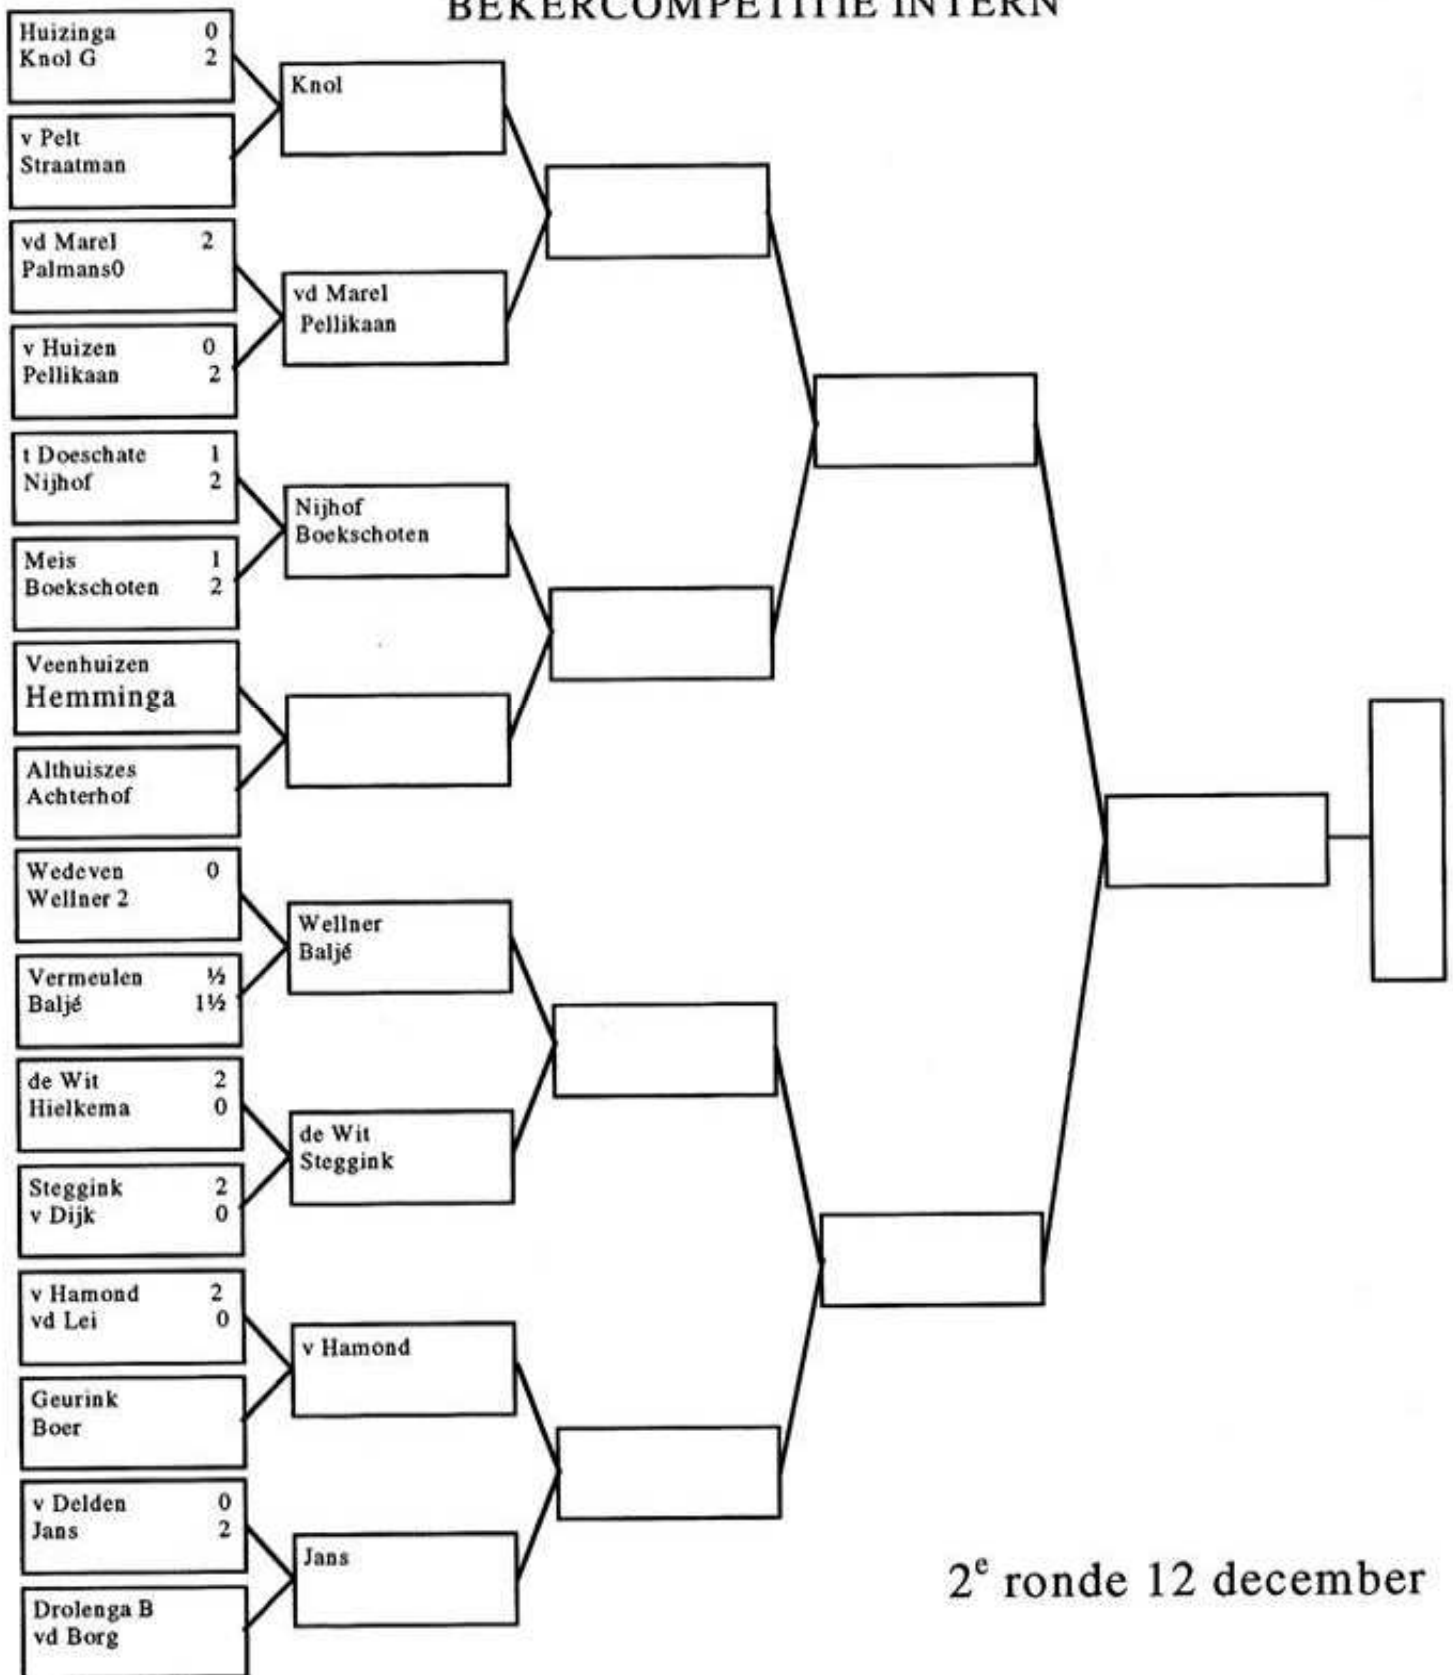 BEKERCOMPETITIE INTERN
Huizinga 0
Knol G 2
v Pelt
Straatman
vd Marel 2
Palmans0
v Huizen 0
Pellikaan 2
t Doeschate 1
Nijhof 2
Meis 1
Boekschoten 2
Veenhuizen
Hemminga
Althuiszes
Achterhof
Wedeven 0
Wellner 2
Vermeulen ½
Baljé 1½
de Wit 2
Hielkema 0
Steggink 2
v Dijk 0
v Hamond 2
vd Lei 0
Geurink
Boer
v Delden 0
Jans 2
Drolenga B
vd Borg
Knol
vd Marel
Pellikaan
Nijhof
Boekschoten
Wellner
Baljé
de Wit
Steggink
v Hamond
Jans
2e ronde 12 december